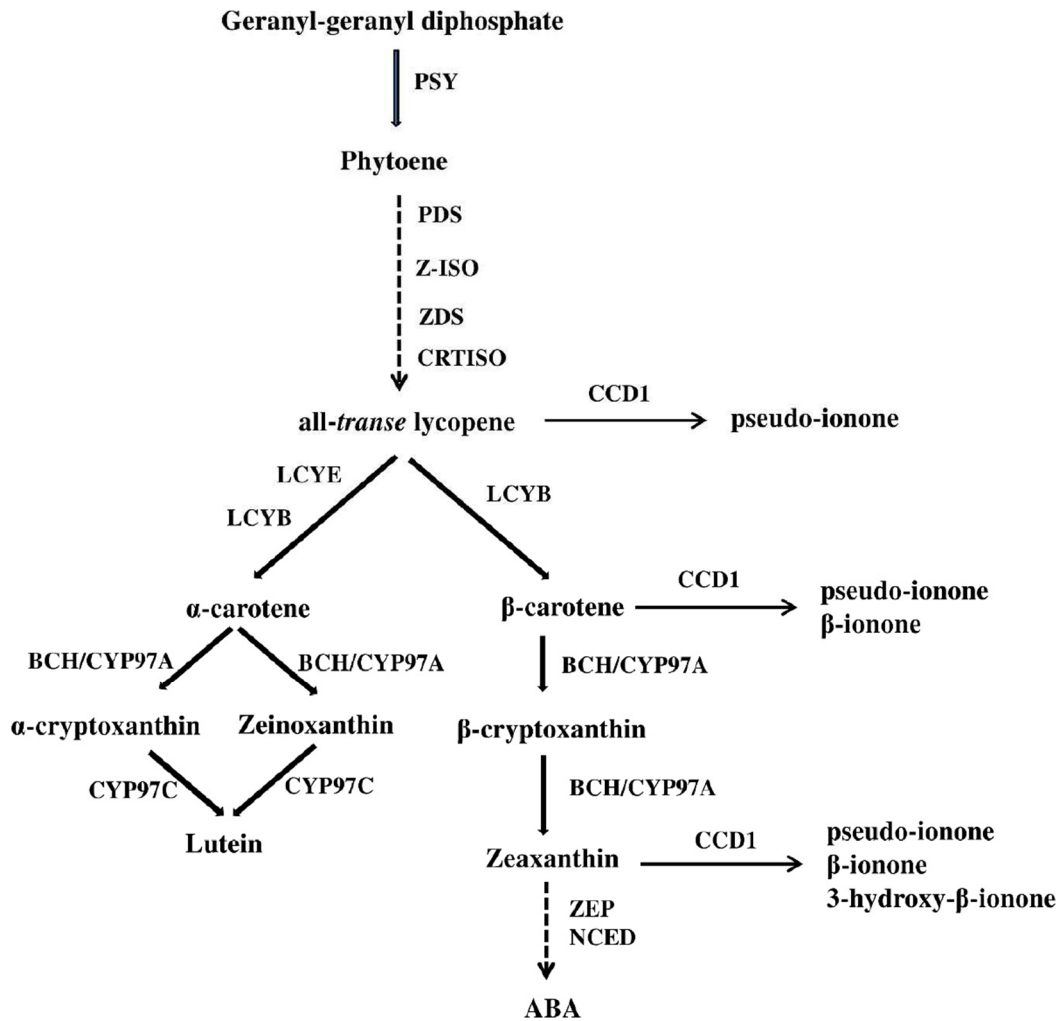 Geranyl-geranyl diphosphate
PSY
Phytoene
PDS
Z-ISO
ZDS
CRTISO
all-transe lycopene
CCD1
pseudo-ionone
LCYE
LCYB
LCYB
α-carotene
β-carotene
CCD1
pseudo-ionone
β-ionone
BCH/CYP97A
BCH/CYP97A
BCH/CYP97A
α-cryptoxanthin
Zeinoxanthin
β-cryptoxanthin
CYP97C
CYP97C
BCH/CYP97A
Lutein
Zeaxanthin
CCD1
pseudo-ionone
β-ionone
3-hydroxy-β-ionone
ZEP
NCED
ABA